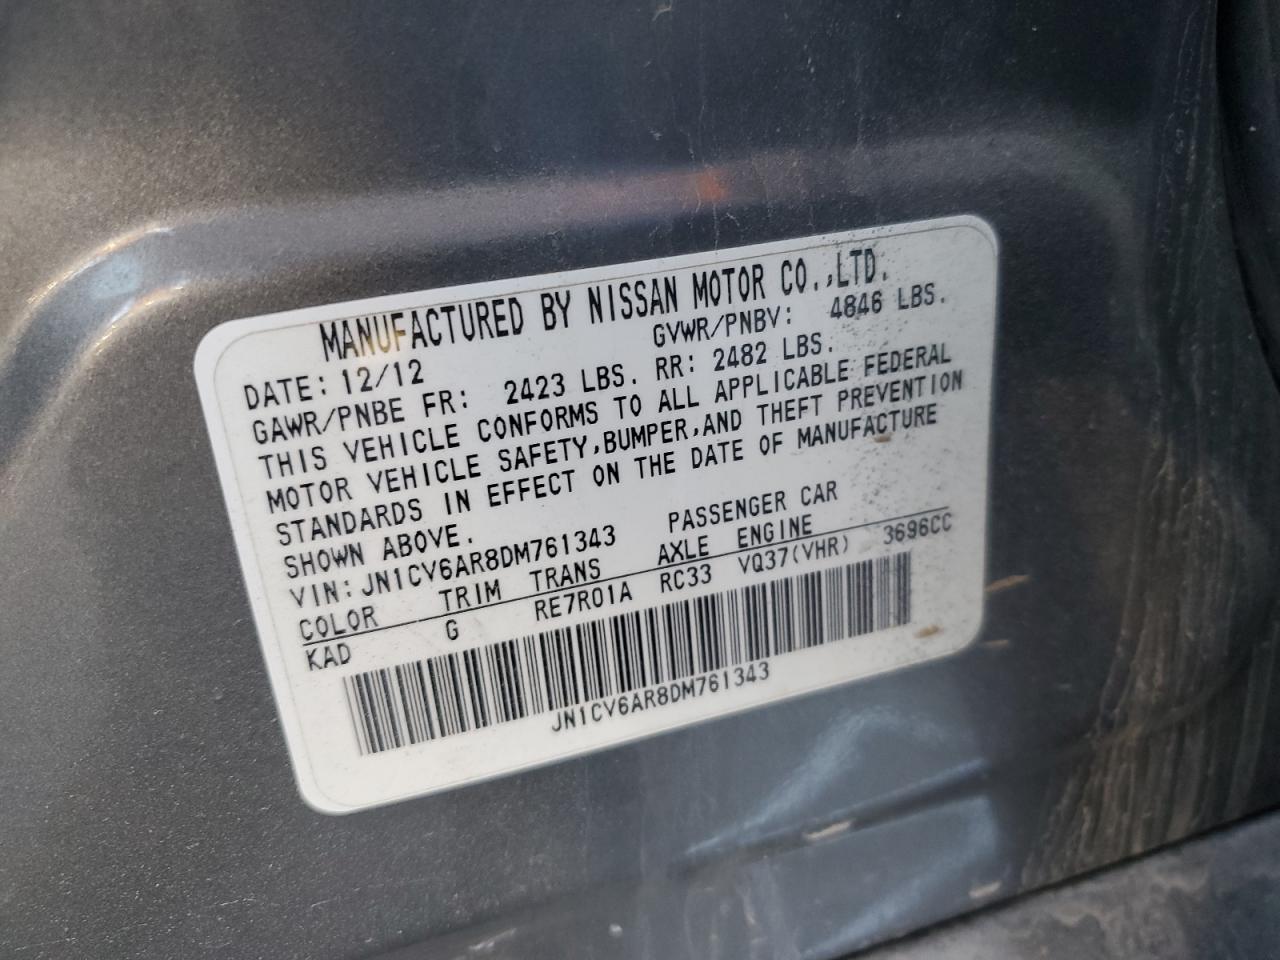 MANUFACTURED BY NISSAN MOTOR CO.,LTD.
DATE: 12/12 GVWR/PNBV: 4846 LBS.
GAWR/PNBE FR: 2423 LBS. RR: 2482 LBS.
THIS VEHICLE CONFORMS TO ALL APPLICABLE FEDERAL
MOTOR VEHICLE SAFETY,BUMPER,AND THEFT PREVENTION
STANDARDS IN EFFECT ON THE DATE OF MANUFACTURE
SHOWN ABOVE.
VIN: JN1CV6AR8DM761343 PASSENGER CAR
COLOR TRIM TRANS AXLE ENGINE
KAD G RE7R01A RC33 VQ37(VHR) 3696CC
JN1CV6AR8DM761343